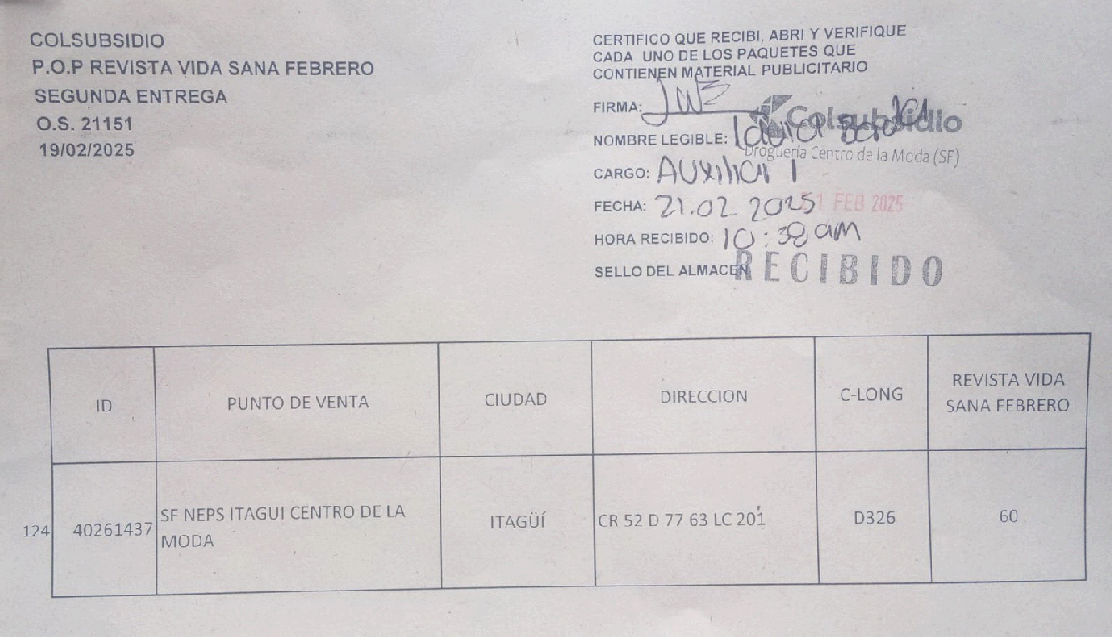 COLSUBSIDIO
P.O.P REVISTA VIDA SANA FEBRERO
SEGUNDA ENTREGA
O.S. 21151
19/02/2025
CERTIFICO QUE RECIBI, ABRI Y VERIFIQUE
CADA UNO DE LOS PAQUETES QUE
CONTIENEN MATERIAL PUBLICITARIO
FIRMA:
Colsubsidio
NOMBRE LEGIBLE:
Droguería Centro de la Moda (SF)
CARGO: AUXiliar 1
FECHA: 21.02 2025
21 FEB 2025
HORA RECIBIDO: 10:38 am
SELLO DEL ALMACEN
RECIBIDO
ID PUNTO DE VENTA CIUDAD DIRECCION C-LONG REVISTA VIDA
SANA FEBRERO
124 40261437 SF NEPS ITAGUI CENTRO DE LA
MODA
ITAGÜÍ CR 52 D 77 63 LC 201 D326 60